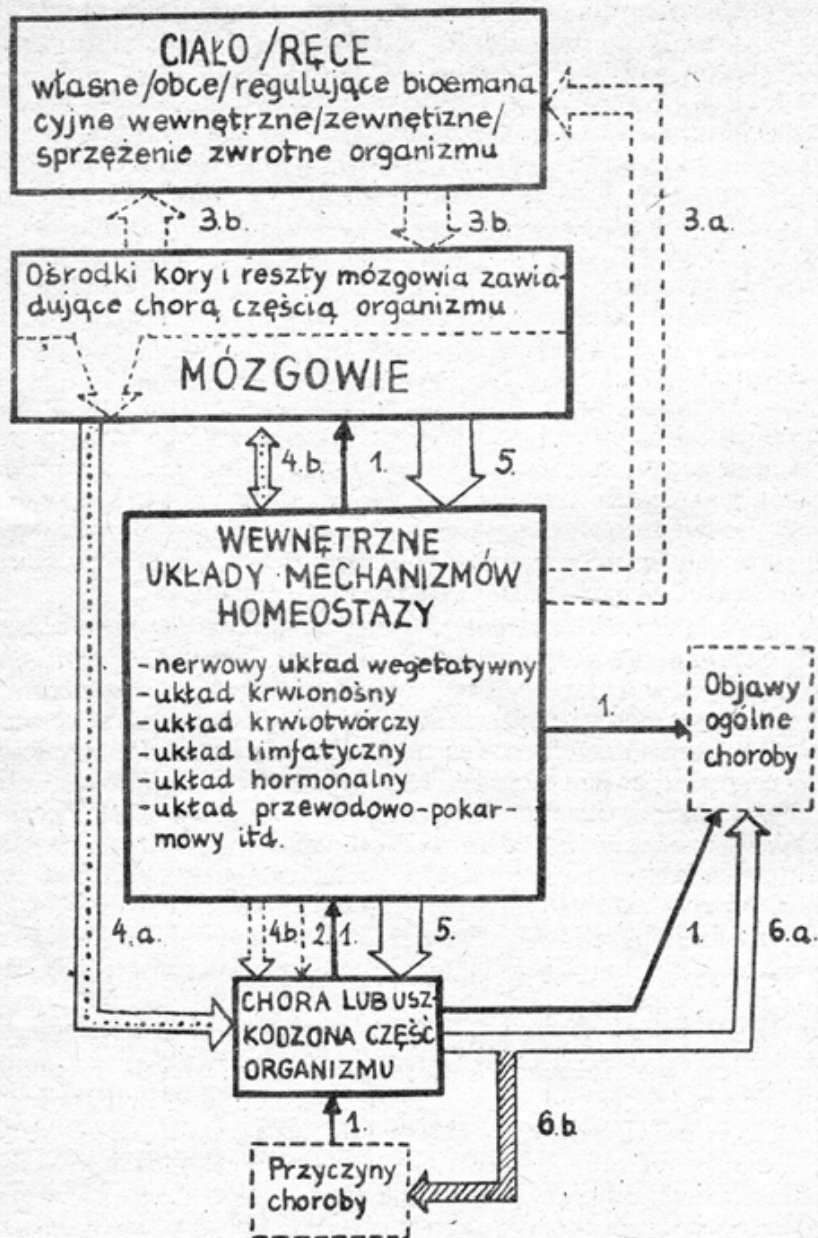 CIAŁO/RĘCE
własne/obce/regulujące bioemana
cyjne wewnętrzne/zewnętizne/
sprzężenie zwrotne organizmu
3.b.
3.b.
3.a.
Ośrodki kory i reszty mózgowia zawia-
dujące chorą częścią organizmu
MÓZGOWIE
4.b.
1.
5.
WEWNĘTRZNE
UKŁADY MECHANIZMÓW
HOMEOSTAZY
-nerwowy układ wegetatywny
-układ krwionośny
-układ krwiotwórczy
-układ limfatyczny
-układ hormonalny
-układ przewodowo-pokar-
mowy itd.
1.
Objawy
ogólne
choroby
4.a.
4b.
2.
1.
5.
1.
6.a.
CHORA LUB USZ-
KODZONA CZĘŚĆ
ORGANIZMU
1.
6.b.
Przyczyny
choroby